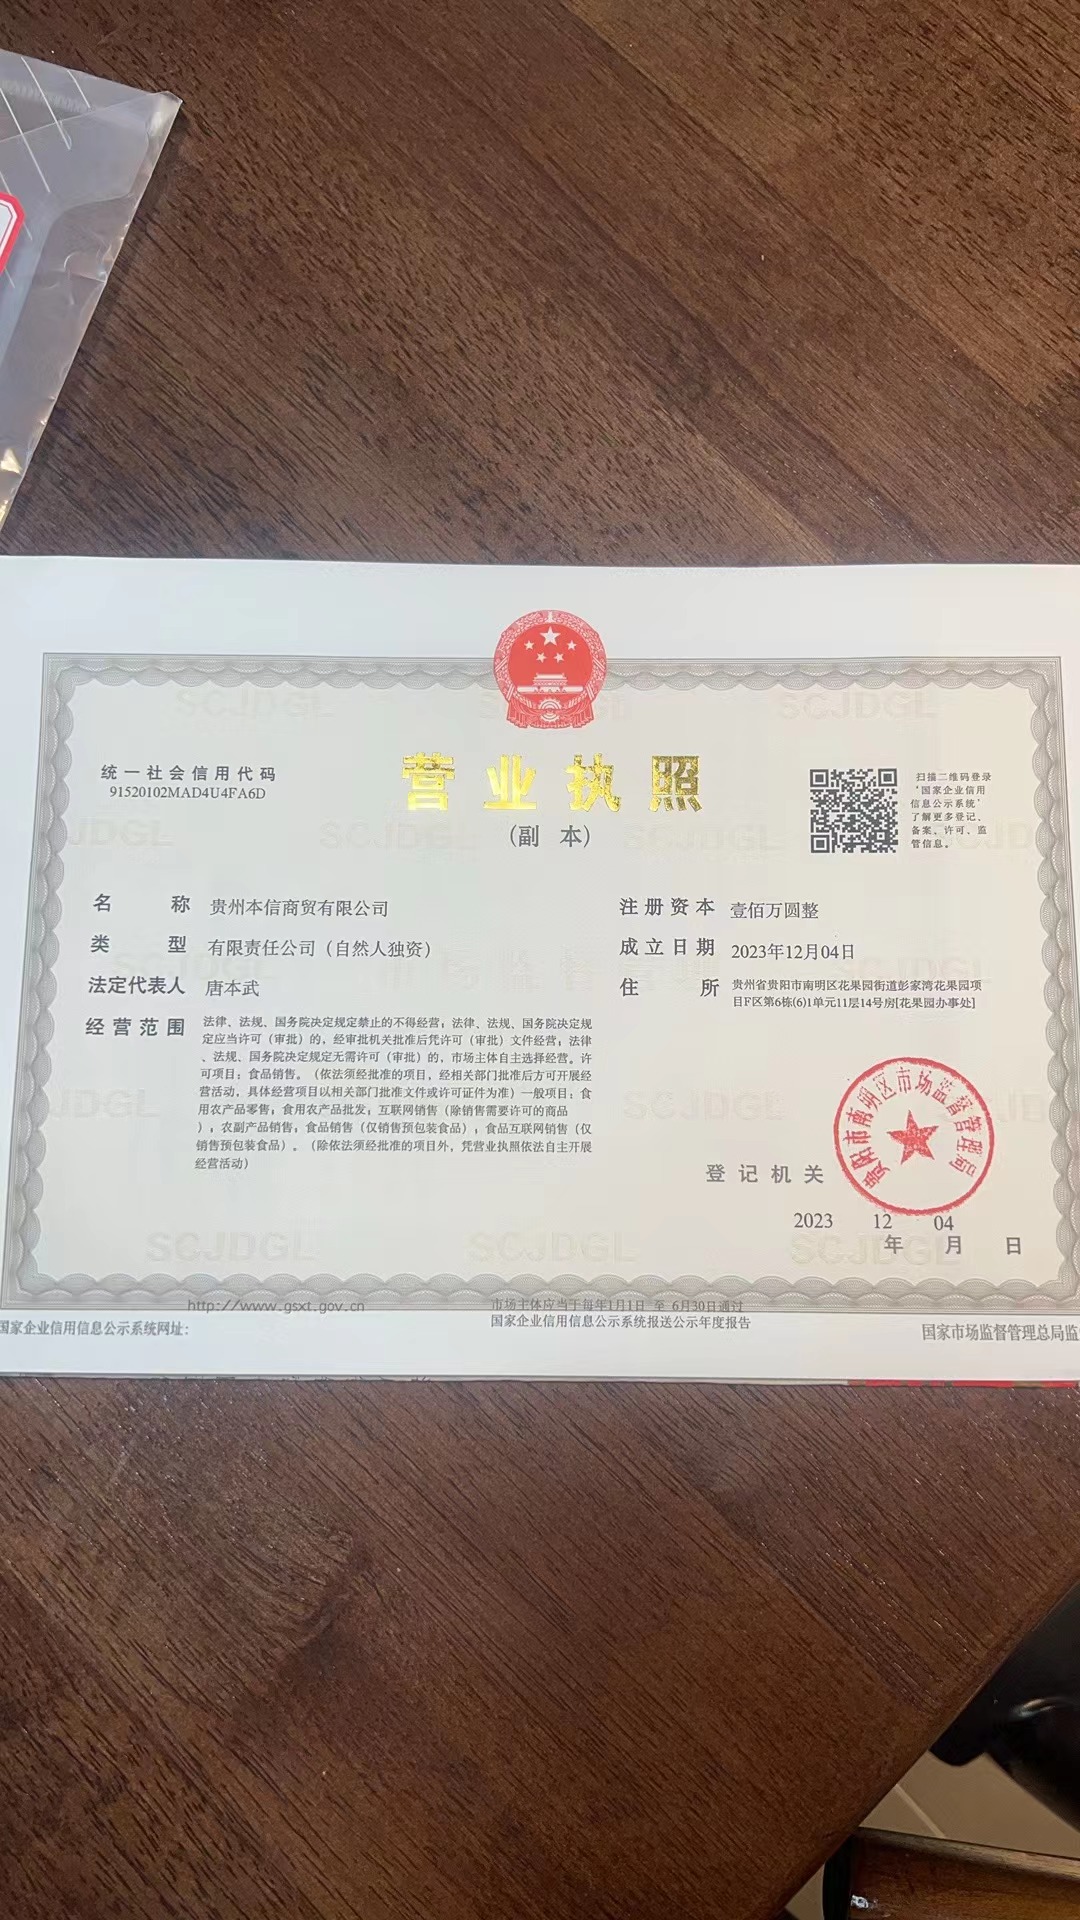 营业执照
(副 本)
统一社会信用代码
91520102MAD4U4FA6D
扫描二维码登录
‘国家企业信用
信息公示系统’
了解更多登记、
备案、许可、监
管信息。
名 称 贵州本信商贸有限公司
类 型 有限责任公司（自然人独资）
法定代表人 唐本武
经营范围 法律、法规、国务院决定规定禁止的不得经营；法律、法规、国务院决定规
定应当许可（审批）的，经审批机关批准后凭许可（审批）文件经营；法律
、法规、国务院决定规定无需许可（审批）的，市场主体自主选择经营。许
可项目：食品销售。（依法须经批准的项目，经相关部门批准后方可开展经
营活动，具体经营项目以相关部门批准文件或许可证件为准）一般项目：食
用农产品零售；食用农产品批发；互联网销售（除销售需要许可的商品
）；农副产品销售；食品销售（仅销售预包装食品）；食品互联网销售（仅
销售预包装食品）。（除依法须经批准的项目外，凭营业执照依法自主开展
经营活动）
注册资本 壹佰万圆整
成立日期 2023年12月04日
住 所 贵州省贵阳市南明区花果园街道彭家湾花果园项
目F区第6栋(6)1单元11层14号房[花果园办事处]
贵阳市南明区市场监督管理局
登记机关
2023 12 04
年 月 日
http://www.gsxt.gov.cn
国家企业信用信息公示系统网址：
市场主体应当于每年1月1日 至 6月30日通过
国家企业信用信息公示系统报送公示年度报告
国家市场监督管理总局监
SCJDGL